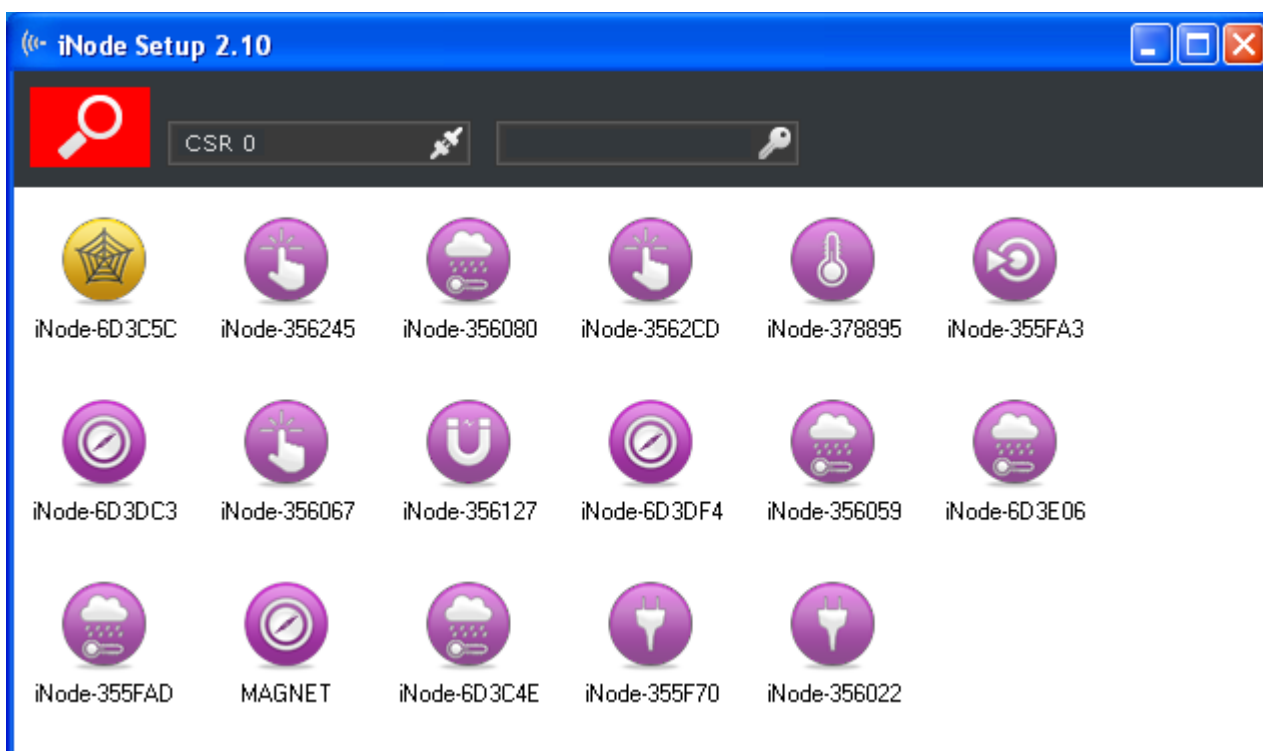 iNode Setup 2.10
CSR 0
iNode-6D3C5C iNode-356245 iNode-356080 iNode-3562CD iNode-378895 iNode-355FA3
iNode-6D3DC3 iNode-356067 iNode-356127 iNode-6D3DF4 iNode-356059 iNode-6D3E06
iNode-355FAD MAGNET iNode-6D3C4E iNode-355F70 iNode-356022